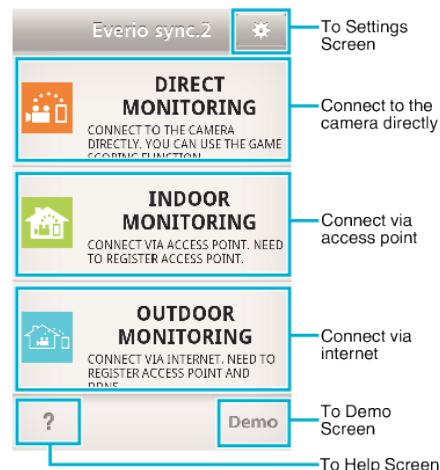 Everio sync.2
To Settings
Screen
DIRECT
MONITORING
CONNECT TO THE CAMERA
DIRECTLY. YOU CAN USE THE GAME
SCORING FUNCTION
Connect to the
camera directly
INDOOR
MONITORING
CONNECT VIA ACCESS POINT. NEED
TO REGISTER ACCESS POINT.
Connect via
access point
OUTDOOR
MONITORING
CONNECT VIA INTERNET. NEED TO
REGISTER ACCESS POINT AND
Connect via
internet
?
Demo
To Demo
Screen
To Help Screen